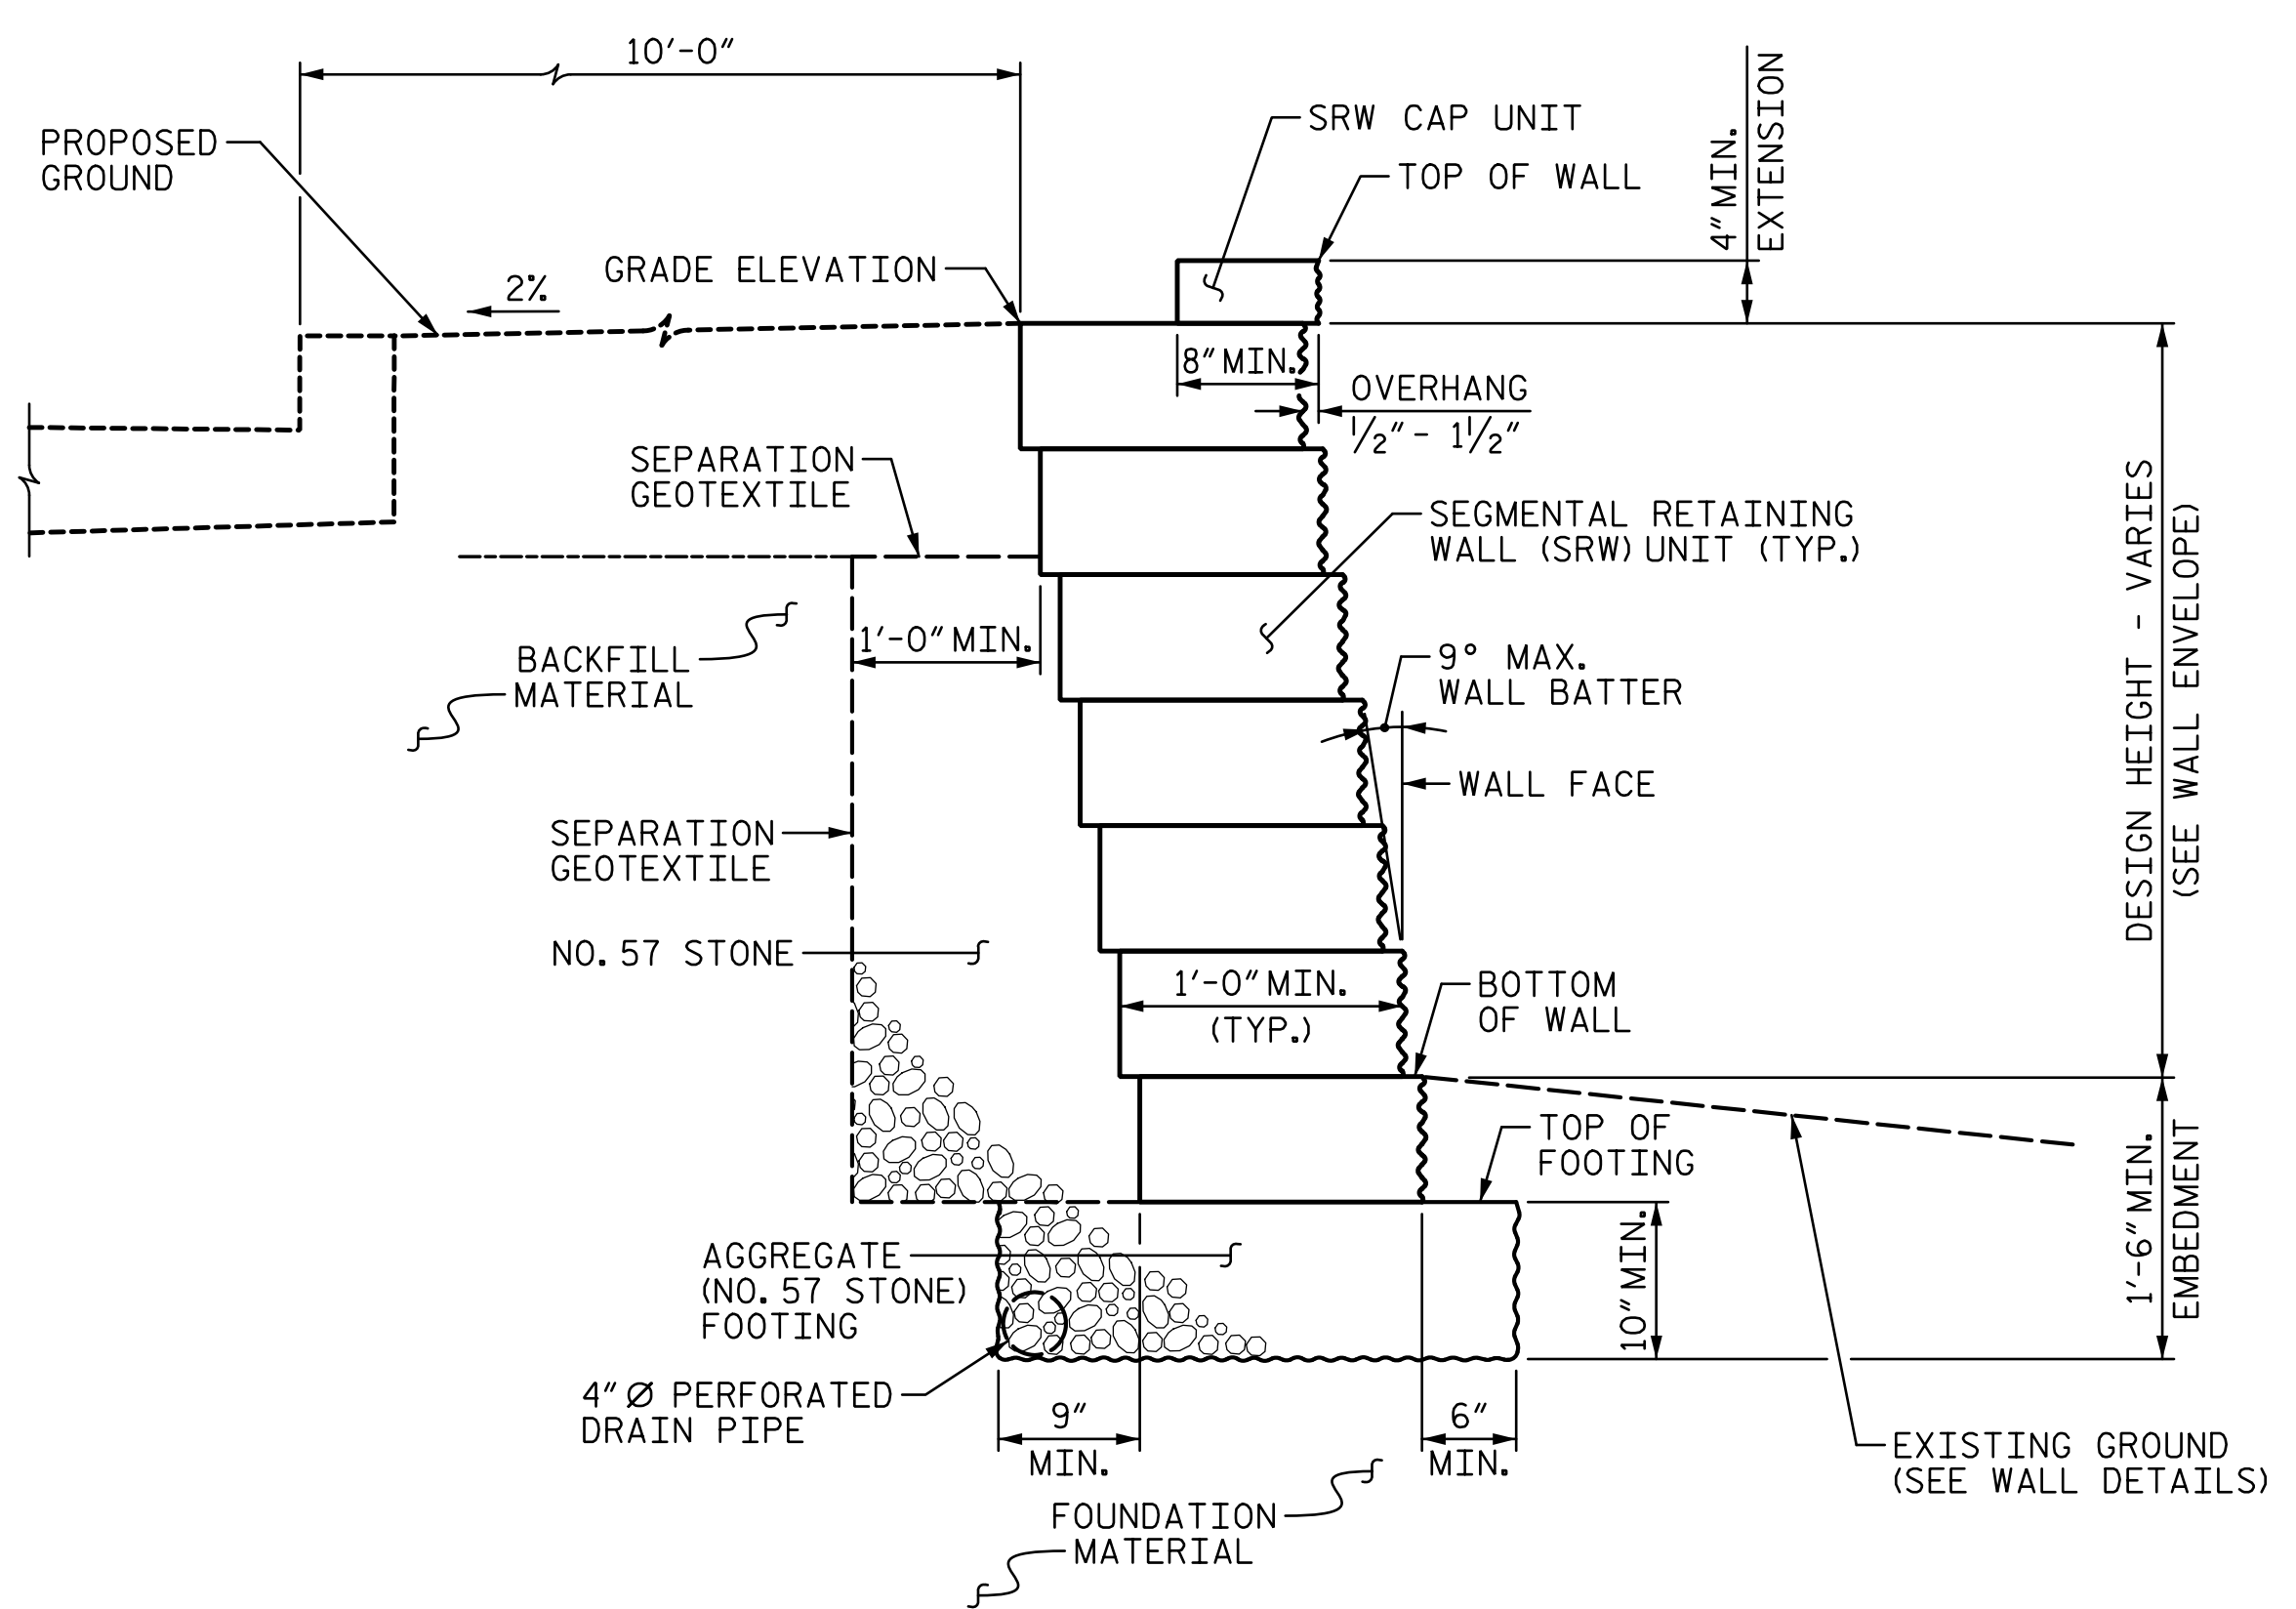 10'-0"
PROPOSED
GROUND
SRW CAP UNIT
TOP OF WALL
4" MIN.
EXTENSION
GRADE ELEVATION
2%
8" MIN.
OVERHANG
1/2" - 1 1/2"
SEPARATION
GEOTEXTILE
SEGMENTAL RETAINING
WALL (SRW) UNIT (TYP.)
DESIGN HEIGHT - VARIES
(SEE WALL ENVELOPE)
1'-0" MIN.
BACKFILL
MATERIAL
9° MAX.
WALL BATTER
WALL FACE
SEPARATION
GEOTEXTILE
NO. 57 STONE
1'-0" MIN.
(TYP.)
BOTTOM
OF WALL
TOP OF
FOOTING
1'-6" MIN.
EMBEDMENT
10" MIN.
AGGREGATE
(NO. 57 STONE)
FOOTING
4" Ø PERFORATED
DRAIN PIPE
9"
MIN.
6"
MIN.
EXISTING GROUND
(SEE WALL DETAILS)
FOUNDATION
MATERIAL